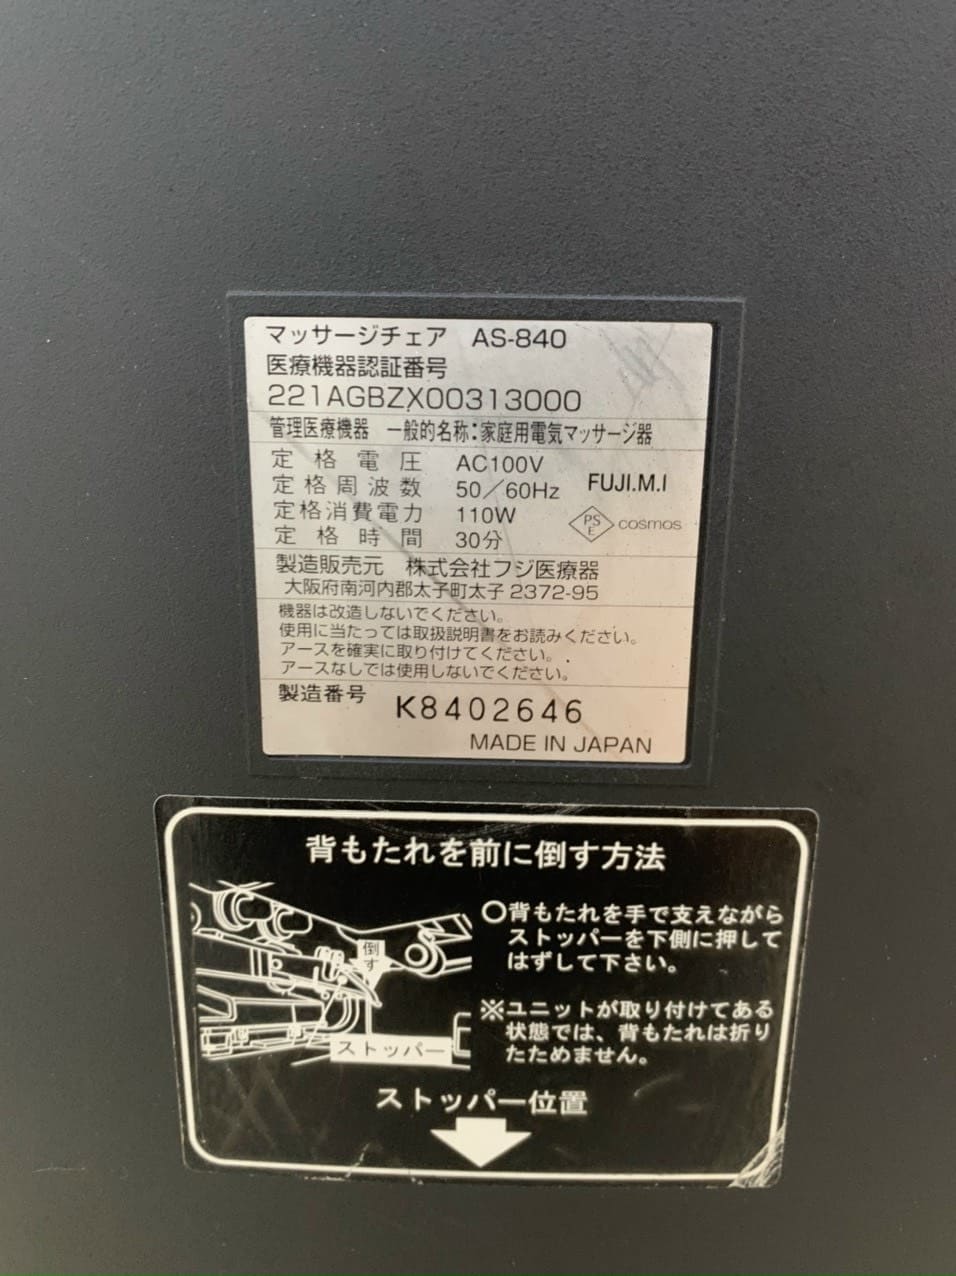 マッサージチェア AS-840
医療機器認証番号
221AGBZX00313000
管理医療機器 一般的名称：家庭用電気マッサージ器
定格電圧 AC100V
定格周波数 50／60Hz
定格消費電力 110W
定格時間 30分
FUJI.M.I
PS
E
cosmos
製造販売元 株式会社フジ医療器
大阪府南河内郡太子町太子2372-95
機器は改造しないでください。
使用に当たっては取扱説明書をお読みください。
アースを確実に取り付けてください。
アースなしでは使用しないでください。
製造番号 K8402646
MADE IN JAPAN
背もたれを前に倒す方法
倒す
ストッパー
○背もたれを手で支えながら
ストッパーを下側に押して
はずして下さい。
※ユニットが取り付けてある
状態では、背もたれは折り
たためません。
ストッパー位置